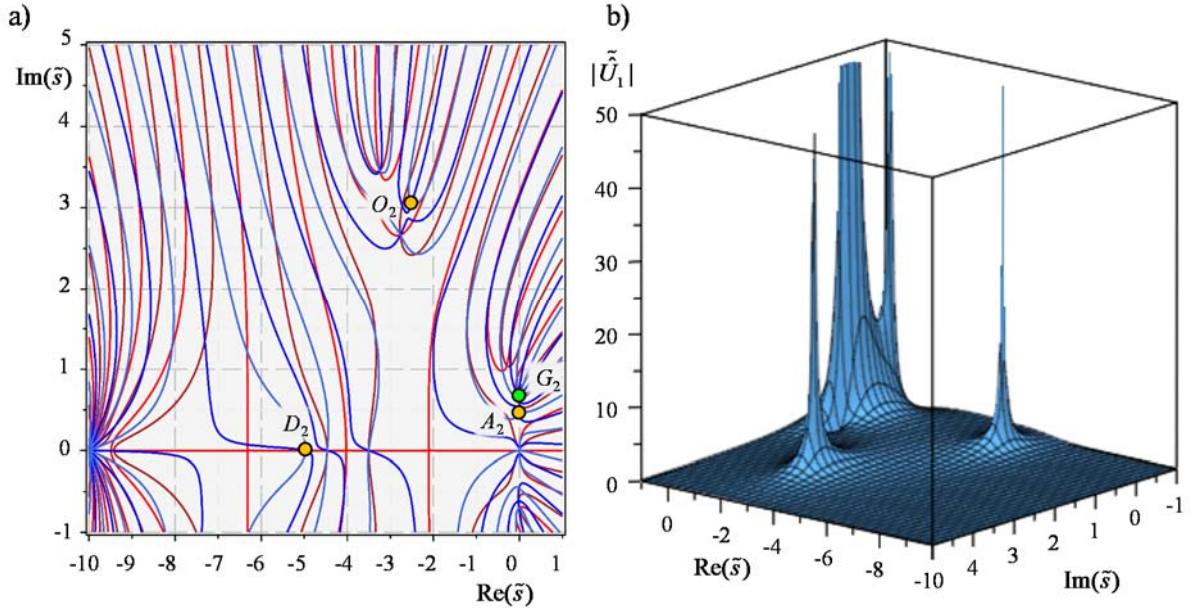 a)
Im(s̃)
5
4
3
2
1
0
-1
-10 -9 -8 -7 -6 -5 -4 -3 -2 -1 0 1
Re(s̃)
O₂
G₂
A₂
D₂
b)
|Ũ̂₁|
50
40
30
20
10
0
0 -2 -4 -6 -8 -10
Re(s̃)
4 3 2 1 0 -1
Im(s̃)